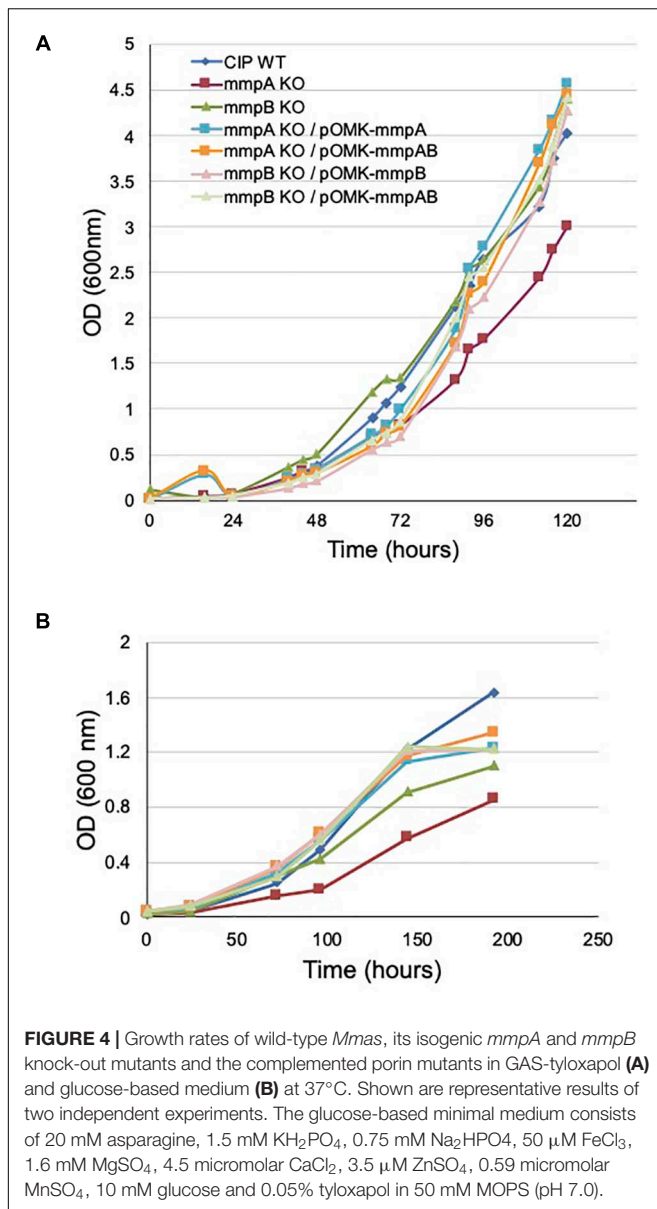 A
5
4.5
4
3.5
3
2.5
2
1.5
1
0.5
0
OD (600nm)
CIP WT
mmpA KO
mmpB KO
mmpA KO / pOMK-mmpA
mmpA KO / pOMK-mmpAB
mmpB KO / pOMK-mmpB
mmpB KO / pOMK-mmpAB
0 24 48 72 96 120
Time (hours)
B
2
1.6
1.2
0.8
0.4
0
OD (600 nm)
0 50 100 150 200 250
Time (hours)
FIGURE 4 | Growth rates of wild-type Mmas, its isogenic mmpA and mmpB
knock-out mutants and the complemented porin mutants in GAS-tyloxapol (A)
and glucose-based medium (B) at 37°C. Shown are representative results of
two independent experiments. The glucose-based minimal medium consists
of 20 mM asparagine, 1.5 mM KH₂PO₄, 0.75 mM Na₂HPO4, 50 μM FeCl₃,
1.6 mM MgSO₄, 4.5 micromolar CaCl₂, 3.5 μM ZnSO₄, 0.59 micromolar
MnSO₄, 10 mM glucose and 0.05% tyloxapol in 50 mM MOPS (pH 7.0).